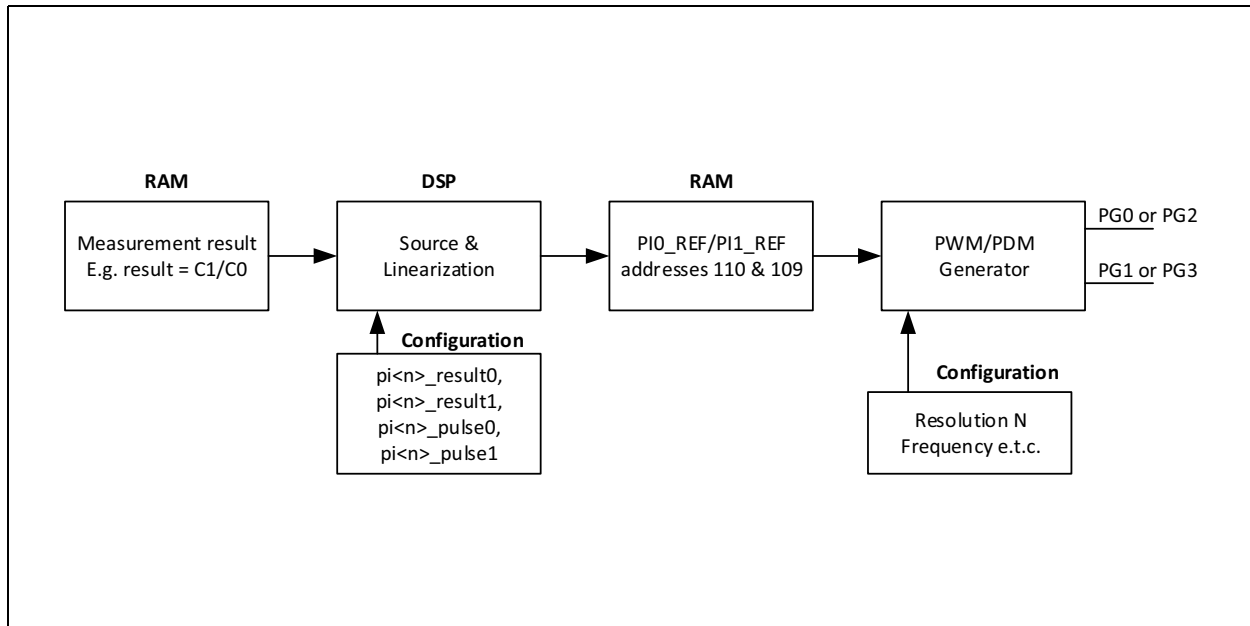 RAM
DSP
RAM
Measurement result
E.g. result = C1/C0
Source &
Linearization
PI0_REF/PI1_REF
addresses 110 & 109
PWM/PDM
Generator
PG0 or PG2
PG1 or PG3
Configuration
pi<n>_result0,
pi<n>_result1,
pi<n>_pulse0,
pi<n>_pulse1
Configuration
Resolution N
Frequency e.t.c.